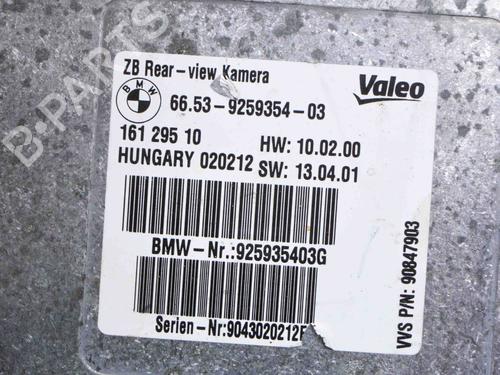 ZB Rear-view Kamera
BMW
Valeo
66.53-9259354-03
161 295 10 HW: 10.02.00
HUNGARY 020212 SW: 13.04.01
BMW-Nr.:925935403G
Serien-Nr:9043020212F
VVS P/N: 90847903
B-PARTS